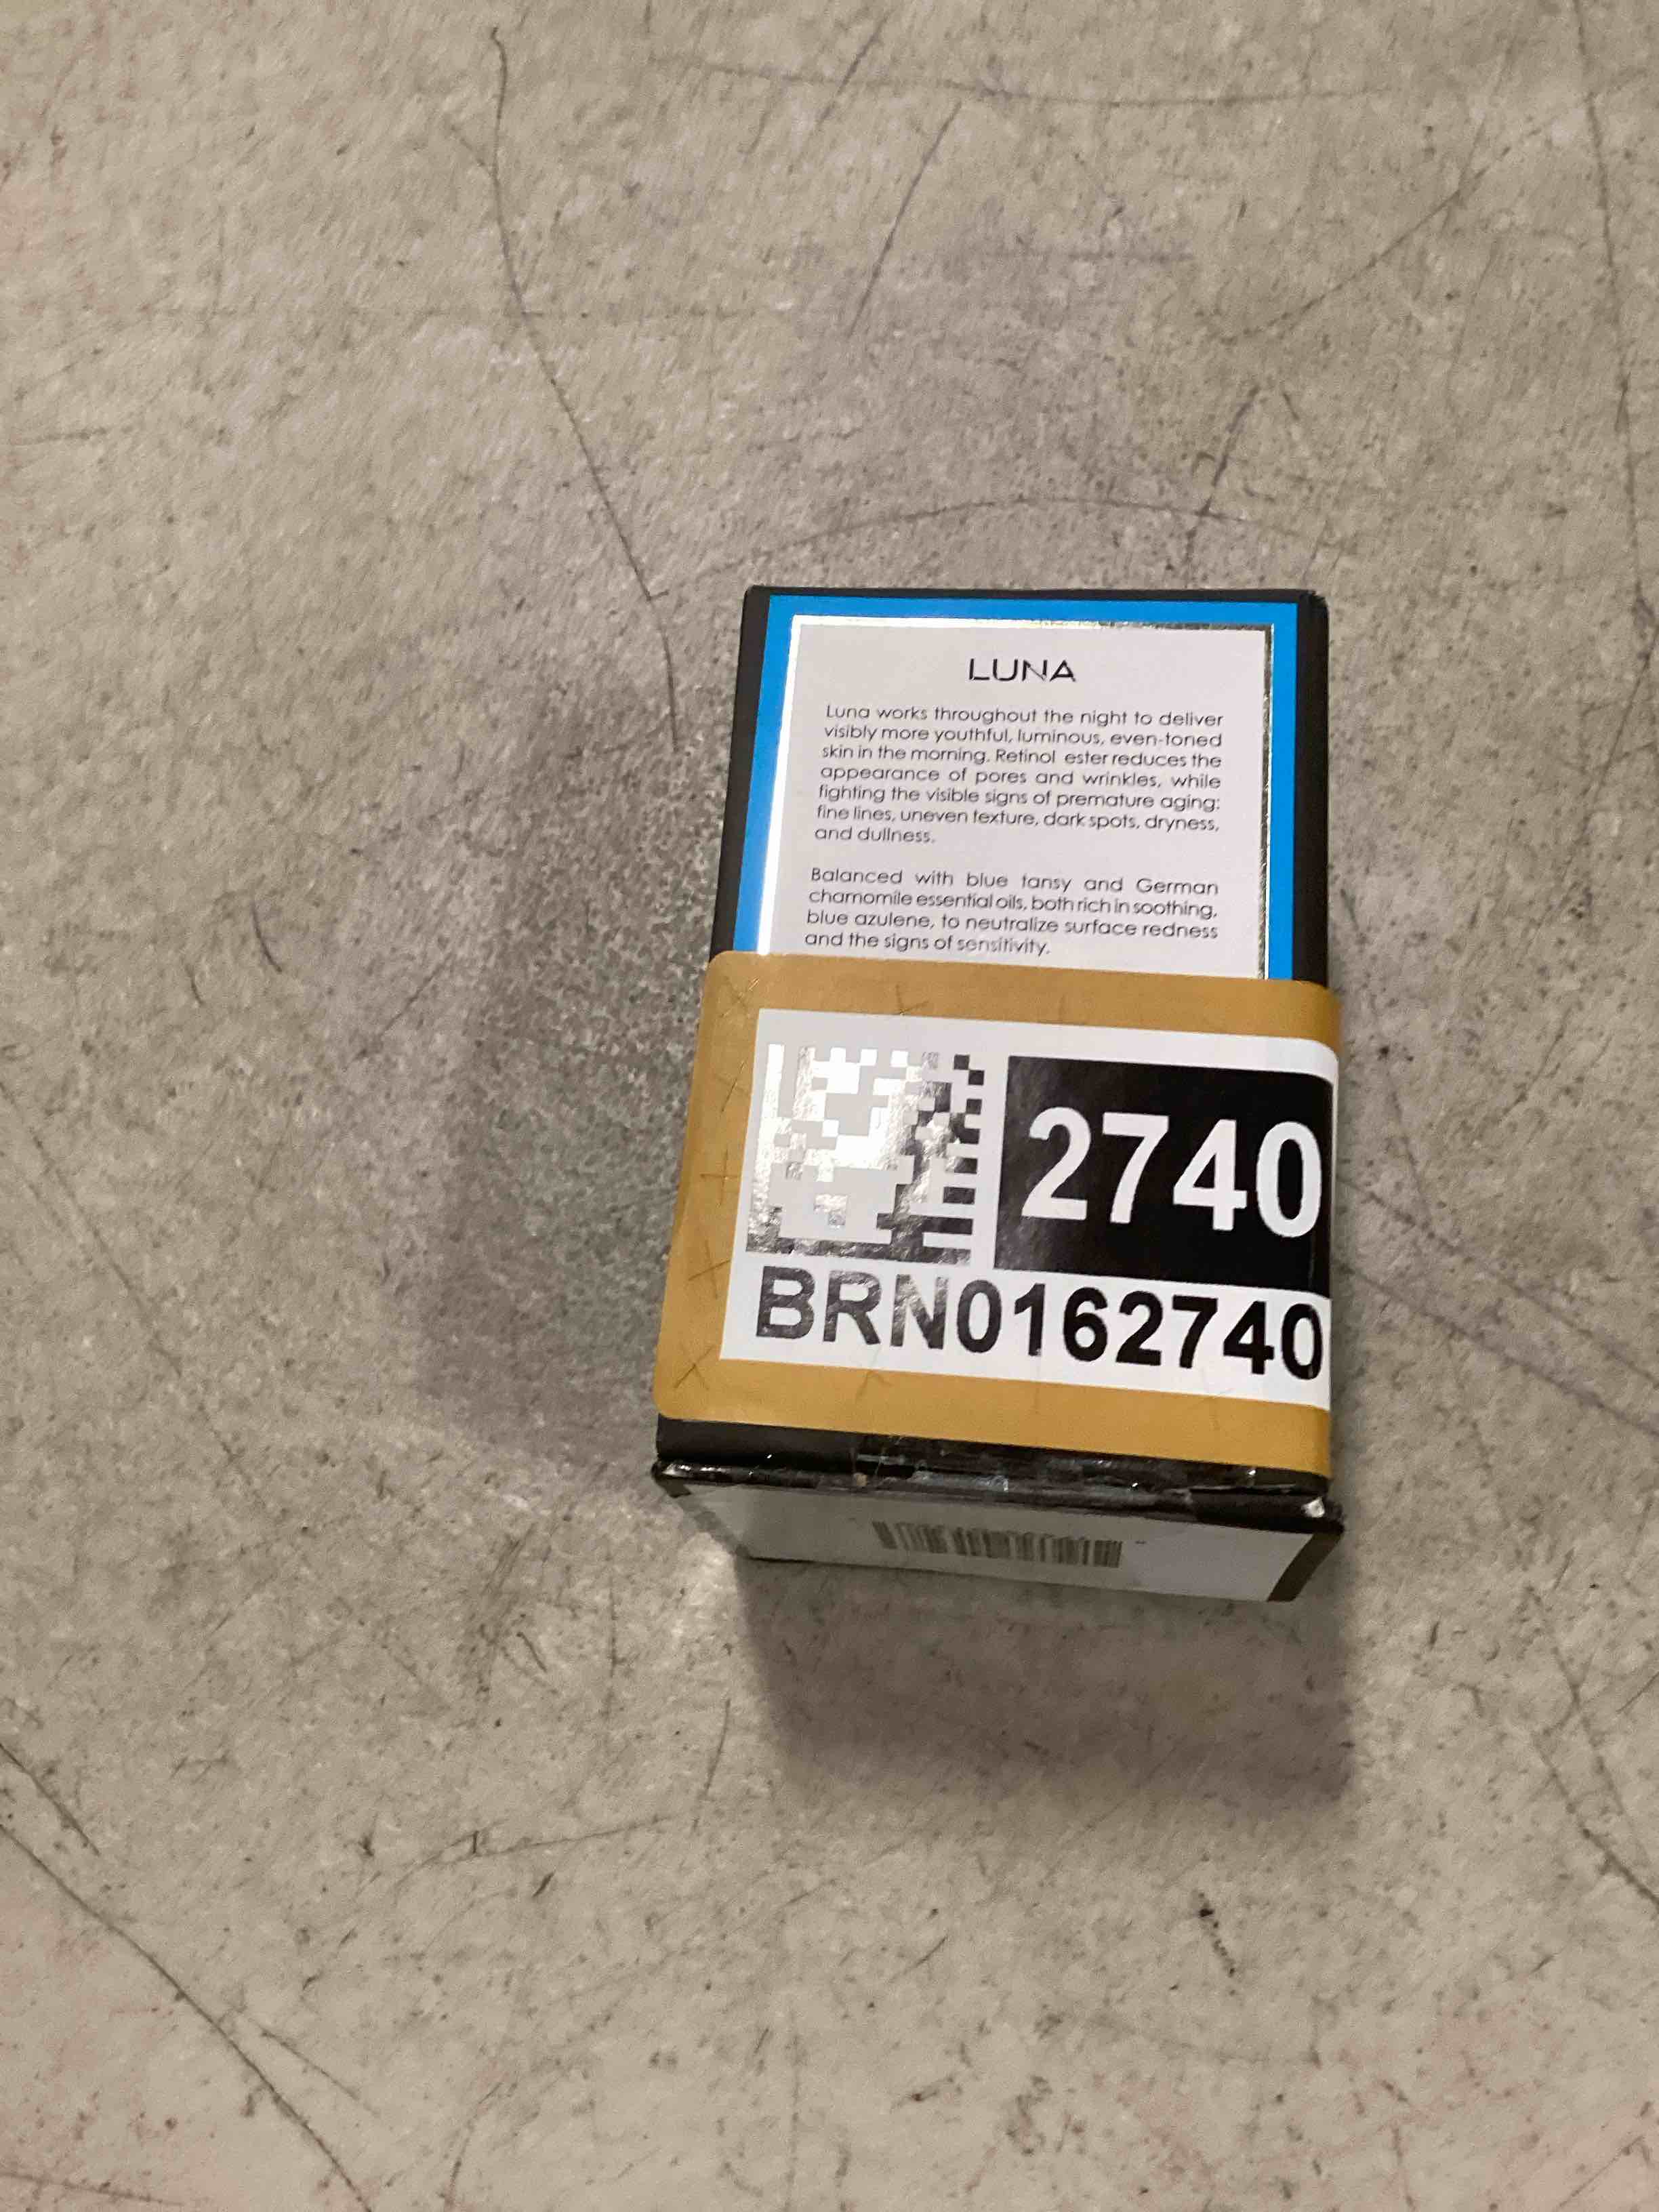 LUNA
Luna works throughout the night to deliver
visibly more youthful, luminous, even-toned
skin in the morning. Retinol ester reduces the
appearance of pores and wrinkles, while
fighting the visible signs of premature aging:
fine lines, uneven texture, dark spots, dryness,
and dullness.
Balanced with blue tansy and German
chamomile essential oils, both rich in soothing,
blue azulene, to neutralize surface redness
and the signs of sensitivity.
2740
BRN0162740